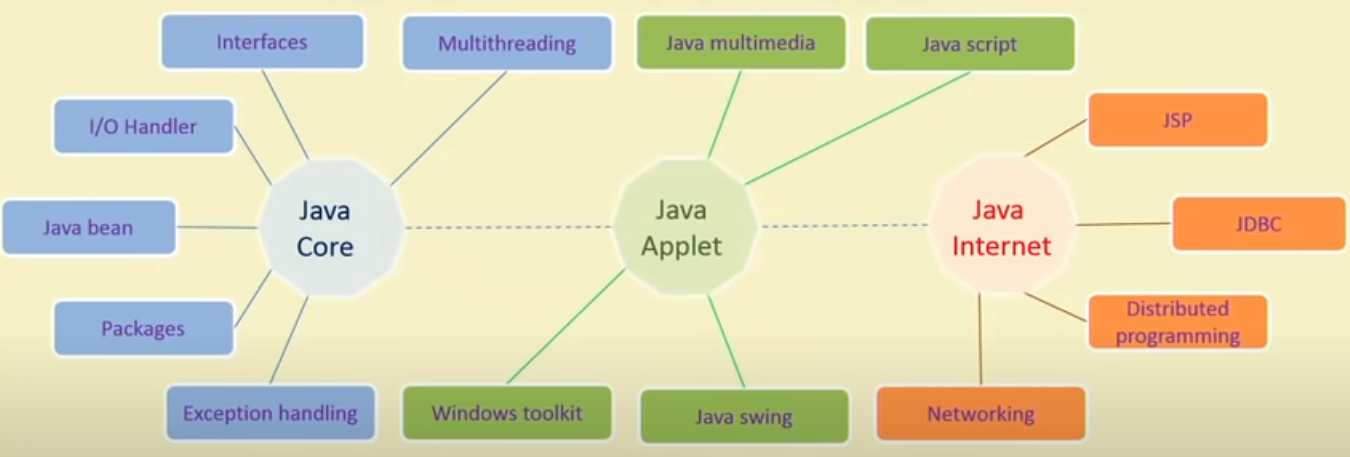 Interfaces
Multithreading
Java multimedia
Java script
I/O Handler
JSP
Java bean
Java
Core
Java
Applet
Java
Internet
JDBC
Packages
Distributed
programming
Exception handling
Windows toolkit
Java swing
Networking